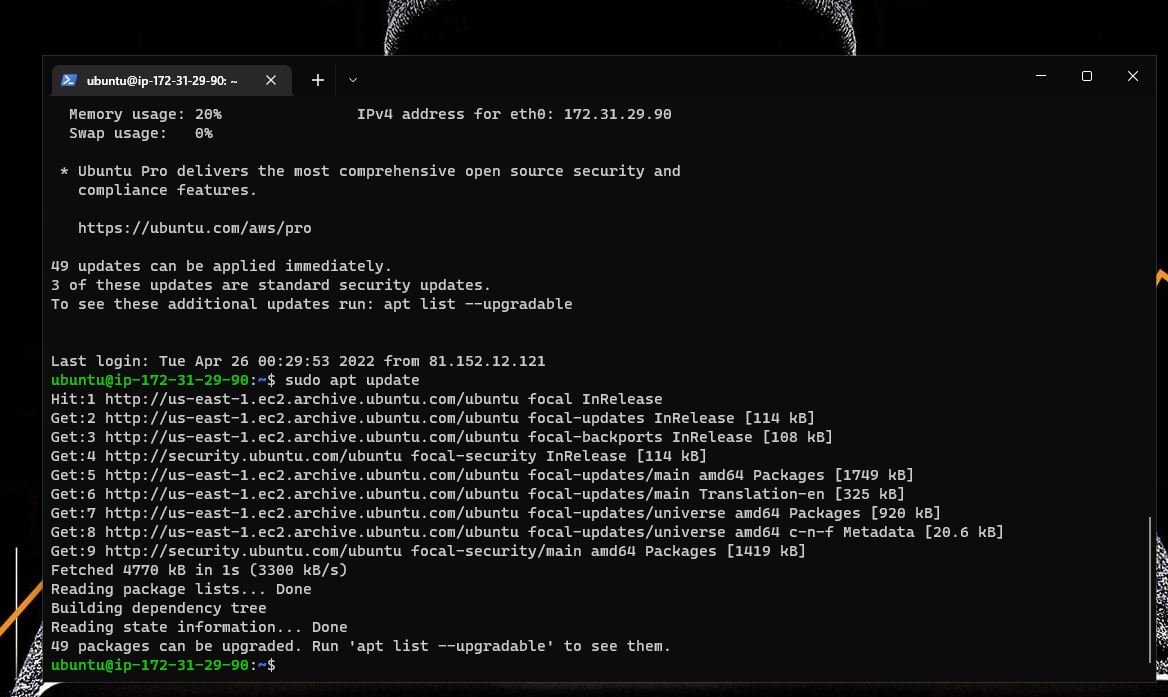 ubuntu@ip-172-31-29-90: ~
Memory usage: 20% IPv4 address for eth0: 172.31.29.90
Swap usage: 0%
* Ubuntu Pro delivers the most comprehensive open source security and
compliance features.
https://ubuntu.com/aws/pro
49 updates can be applied immediately.
3 of these updates are standard security updates.
To see these additional updates run: apt list --upgradable
Last login: Tue Apr 26 00:29:53 2022 from 81.152.12.121
ubuntu@ip-172-31-29-90:~$ sudo apt update
Hit:1 http://us-east-1.ec2.archive.ubuntu.com/ubuntu focal InRelease
Get:2 http://us-east-1.ec2.archive.ubuntu.com/ubuntu focal-updates InRelease [114 kB]
Get:3 http://us-east-1.ec2.archive.ubuntu.com/ubuntu focal-backports InRelease [108 kB]
Get:4 http://security.ubuntu.com/ubuntu focal-security InRelease [114 kB]
Get:5 http://us-east-1.ec2.archive.ubuntu.com/ubuntu focal-updates/main amd64 Packages [1749 kB]
Get:6 http://us-east-1.ec2.archive.ubuntu.com/ubuntu focal-updates/main Translation-en [325 kB]
Get:7 http://us-east-1.ec2.archive.ubuntu.com/ubuntu focal-updates/universe amd64 Packages [920 kB]
Get:8 http://us-east-1.ec2.archive.ubuntu.com/ubuntu focal-updates/universe amd64 c-n-f Metadata [20.6 kB]
Get:9 http://security.ubuntu.com/ubuntu focal-security/main amd64 Packages [1419 kB]
Fetched 4770 kB in 1s (3300 kB/s)
Reading package lists... Done
Building dependency tree
Reading state information... Done
49 packages can be upgraded. Run 'apt list --upgradable' to see them.
ubuntu@ip-172-31-29-90:~$